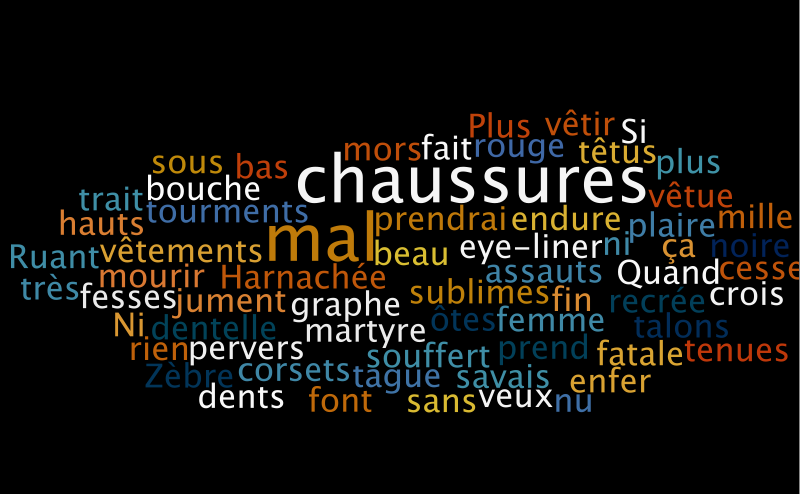 Plus vêtir Si
mors fait rouge têtus plus
sous bas chaussures vêtue
trait bouche
hauts tourments mal prendrai endure plaire mille
Ruant vêtements beau eye-liner ni ça noire
très mourir Harnachée assauts Quand cesse
fesses jument graphe sublimes fin recrée crois
Ni dentelle martyre ôtes femme talons
rien pervers souffert prend fatale tenues
Zèbre corsets tague savais enfer
dents font sans veux nu